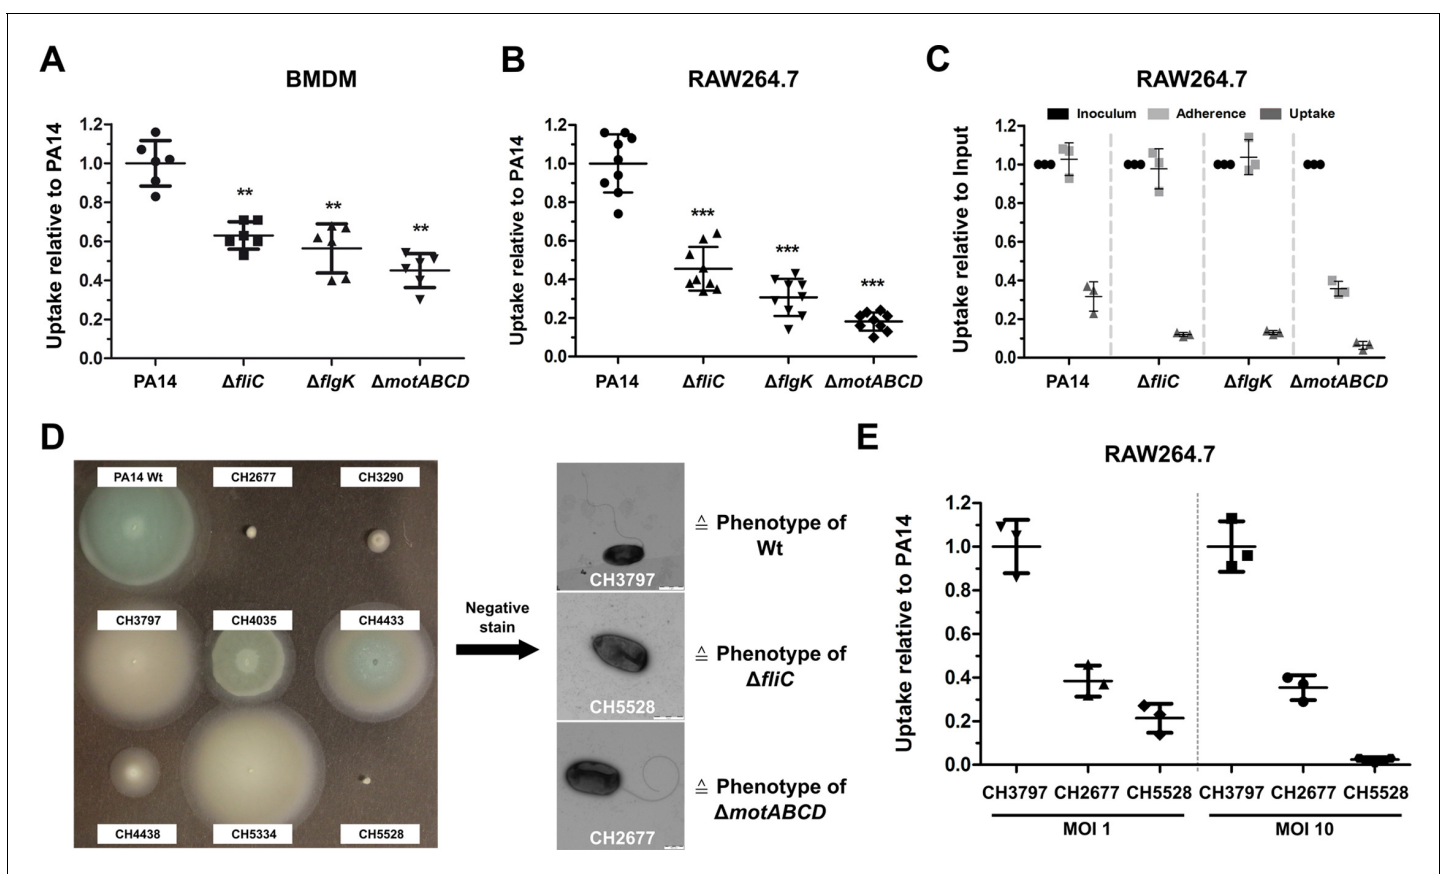 A
BMDM
Uptake relative to PA14
1.2
1.0
0.8
0.6
0.4
0.2
0.0
**
**
**
PA14
ΔfliC
ΔflgK
ΔmotABCD
B
RAW264.7
Uptake relative to PA14
1.2
1.0
0.8
0.6
0.4
0.2
0.0
***
***
***
PA14
ΔfliC
ΔflgK
ΔmotABCD
C
RAW264.7
Inoculum Adherence Uptake
Uptake relative to Input
1.2
1.0
0.8
0.6
0.4
0.2
0.0
PA14
ΔfliC
ΔflgK
ΔmotABCD
D
PA14 Wt
CH2677
CH3290
CH3797
CH4035
CH4433
CH4438
CH5334
CH5528
Negative
stain
CH3797
≙ Phenotype of
Wt
CH5528
≙ Phenotype of
ΔfliC
CH2677
≙ Phenotype of
ΔmotABCD
E
RAW264.7
Uptake relative to PA14
1.2
1.0
0.8
0.6
0.4
0.2
0.0
CH3797 CH2677 CH5528 CH3797 CH2677 CH5528
MOI 1
MOI 10